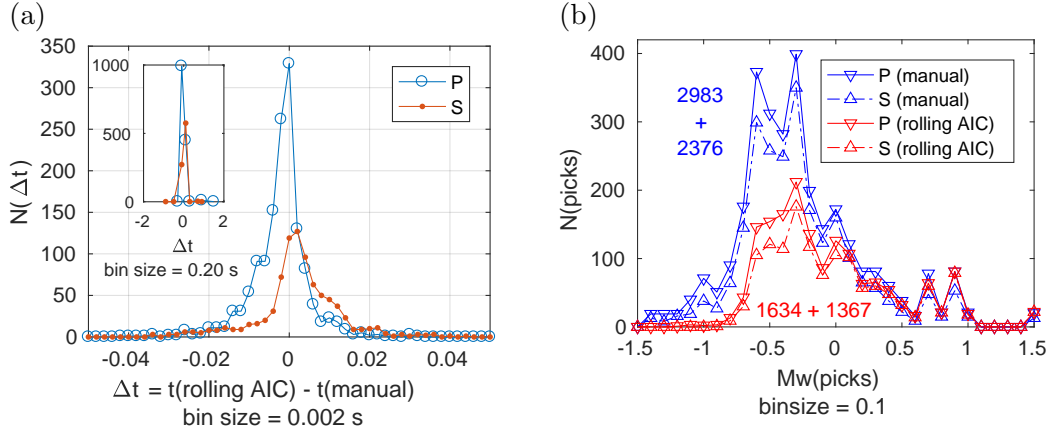 (a)
350
300
250
200
150
100
50
0
N(Δt)
-0.04
-0.02
0
0.02
0.04
Δt = t(rolling AIC) - t(manual)
bin size = 0.002 s
P
S
1000
500
0
-2
0
2
Δt
bin size = 0.20 s
(b)
400
300
200
100
0
N(picks)
-1.5
-1
-0.5
0
0.5
1
1.5
Mw(picks)
binsize = 0.1
2983
+
2376
P (manual)
S (manual)
P (rolling AIC)
S (rolling AIC)
1634 + 1367